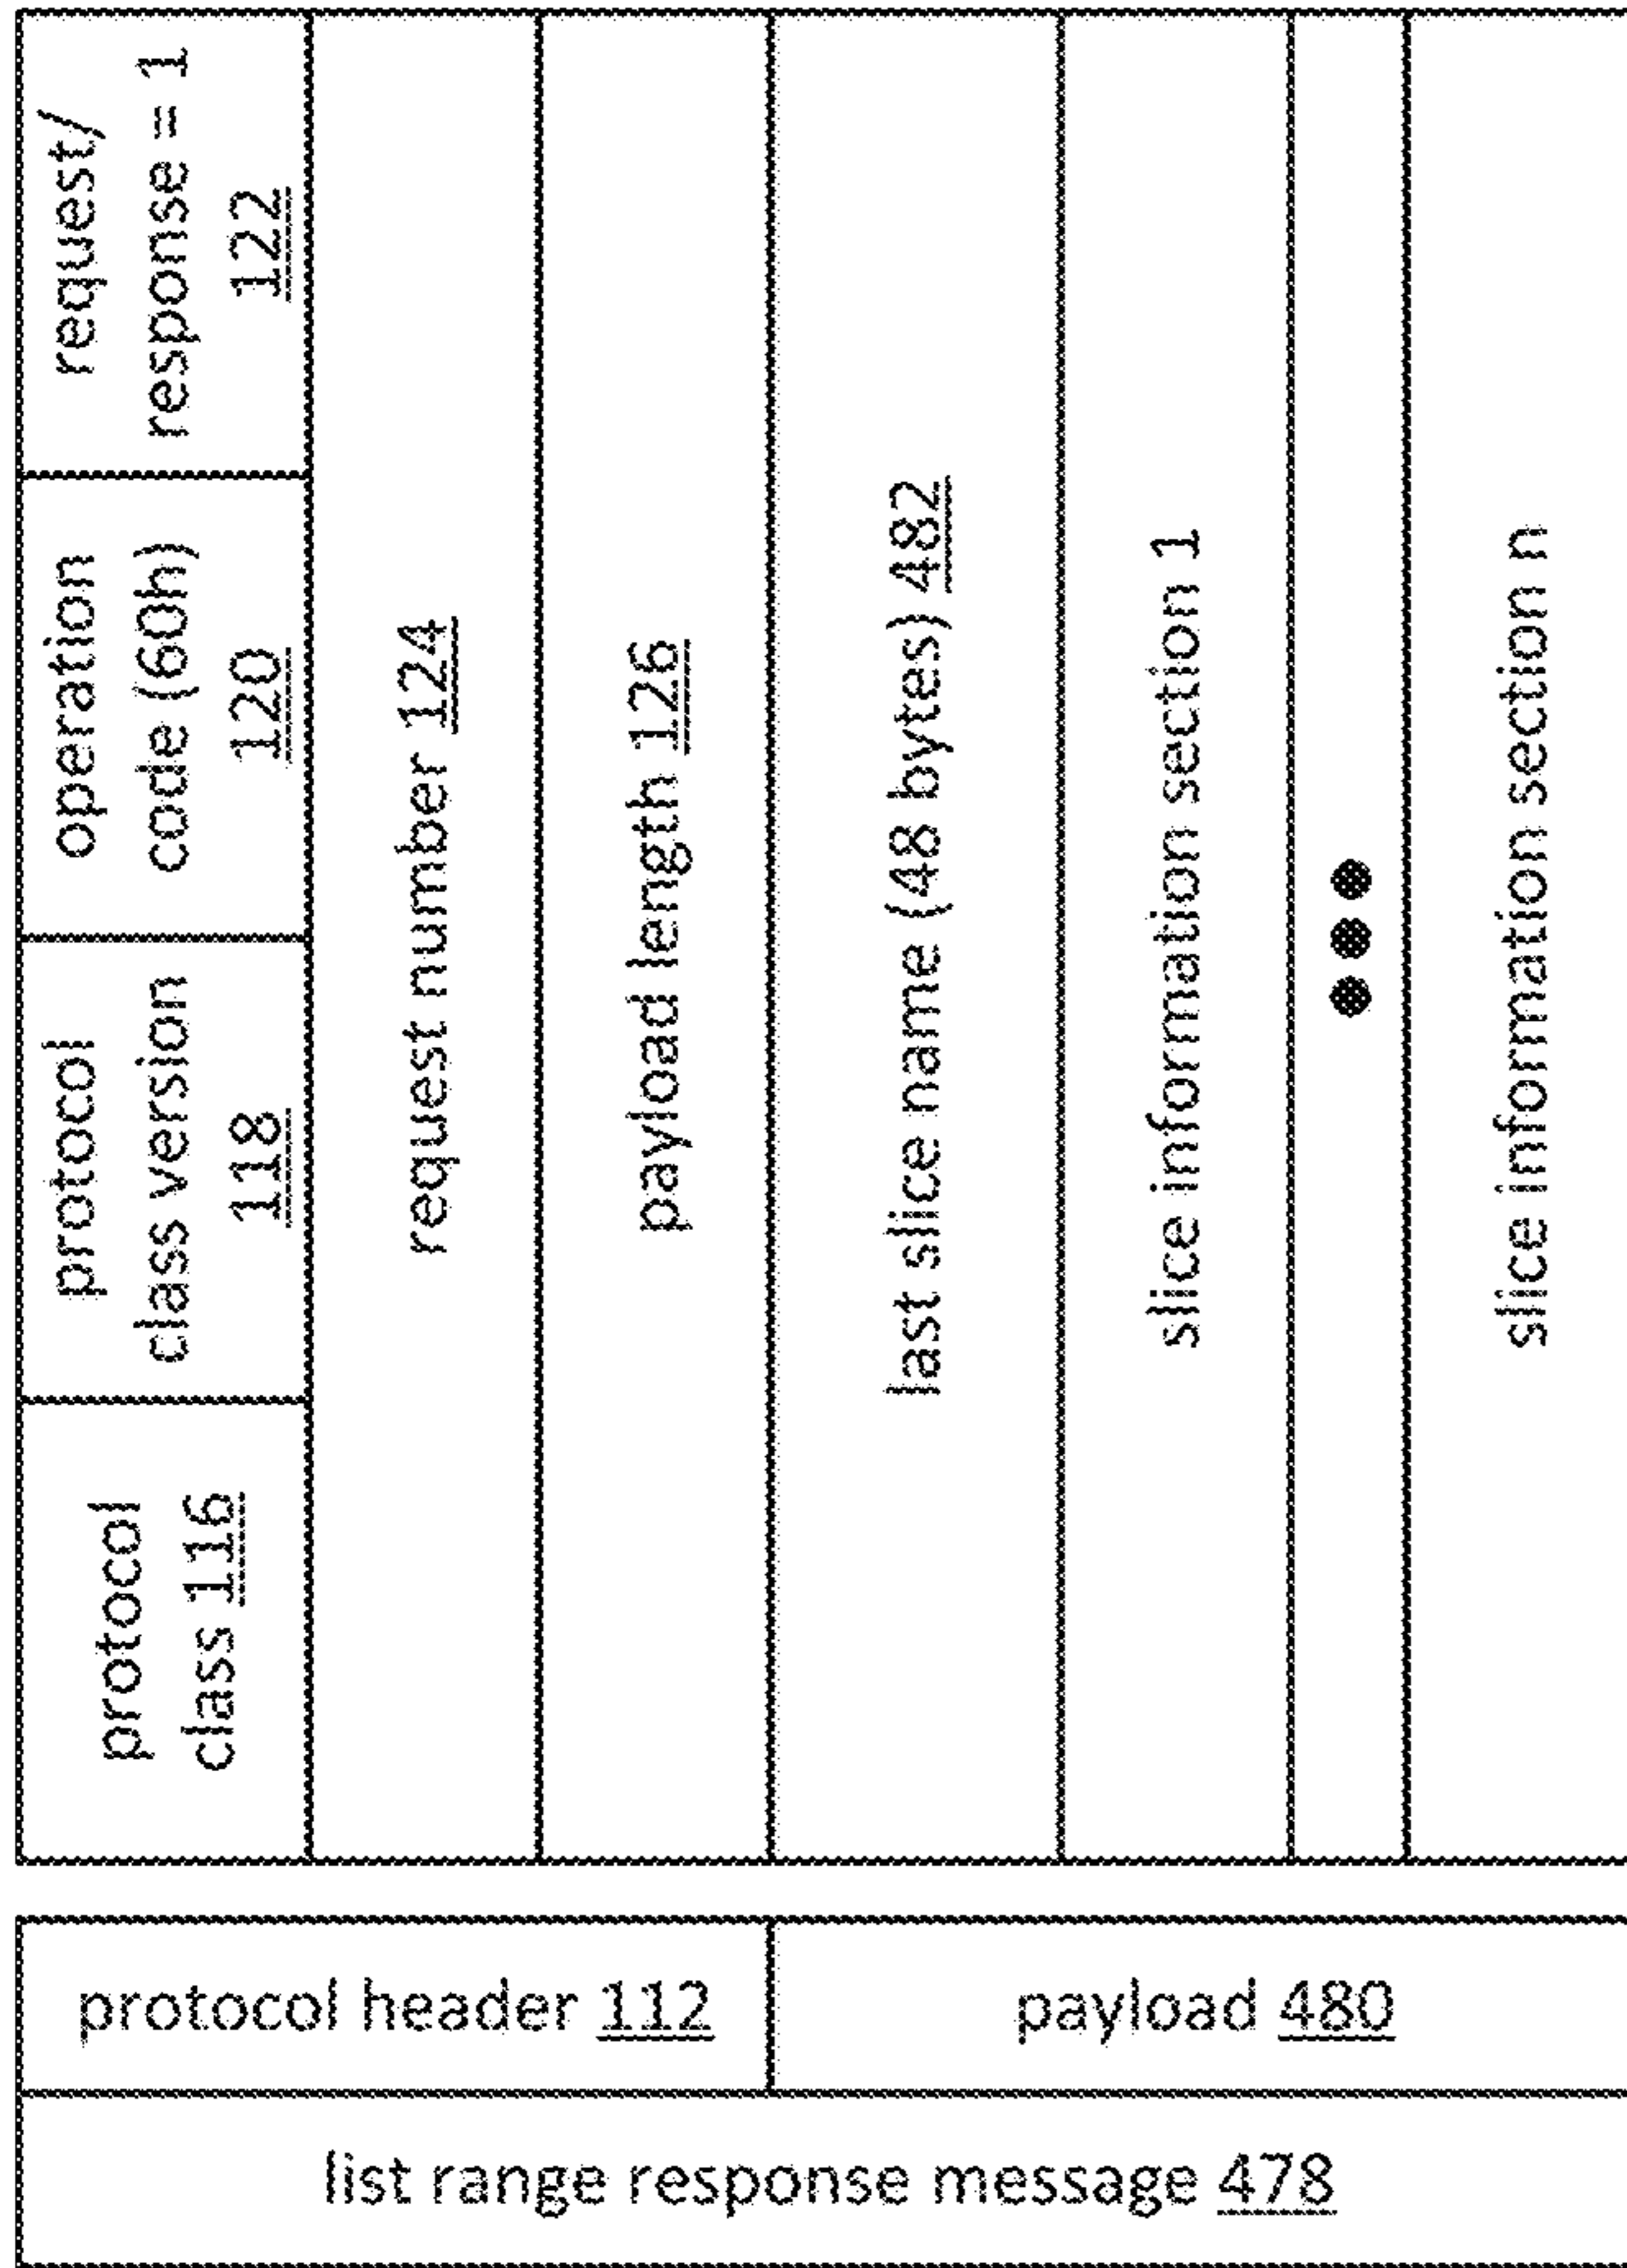 protocol
class 116
protocol
class version
118
operation
code (60h)
120
request/
response = 1
122
request number 124
payload length 126
last slice name (48 bytes) 482
slice information section 1
slice information section n
protocol header 112
payload 480
list range response message 478